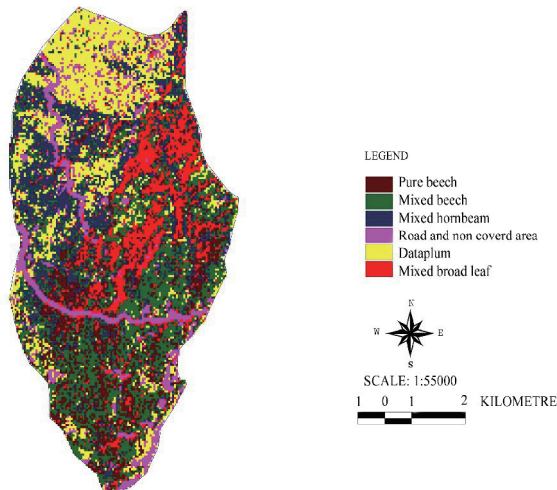 LEGEND
Pure beech
Mixed beech
Mixed hornbeam
Road and non coverd area
Dataplum
Mixed broad leaf
N
W E
S
SCALE: 1:55000
1 0 1 2 KILOMETRE